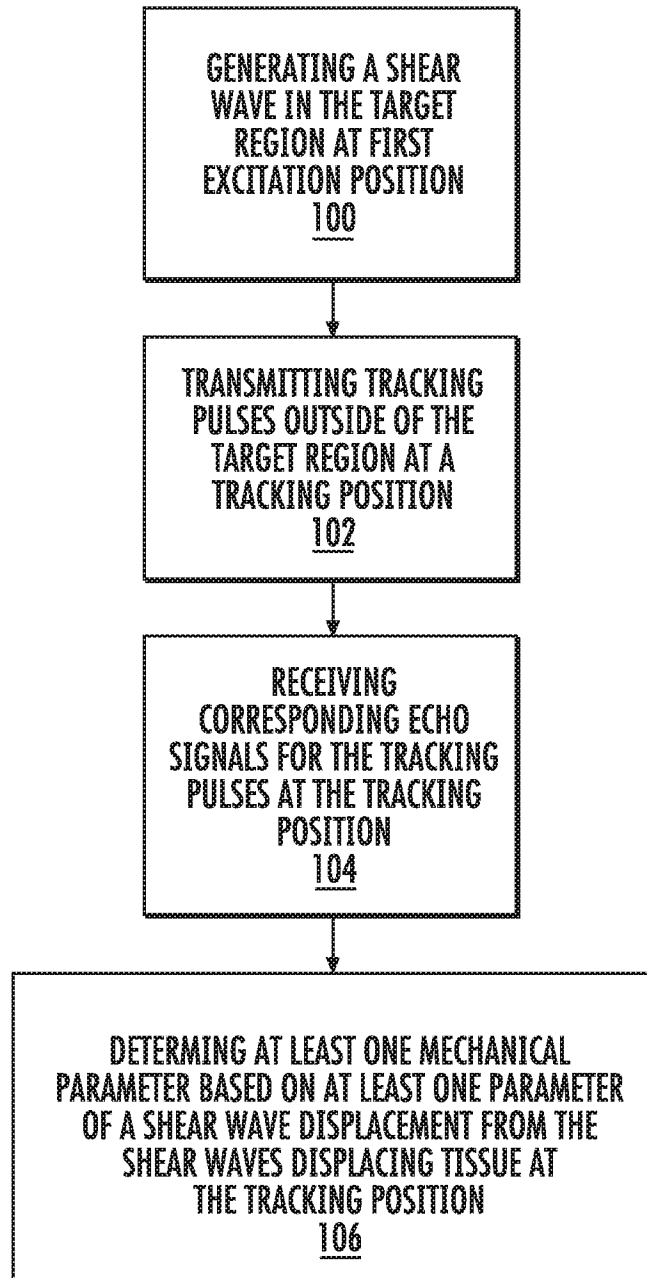 GENERATING A SHEAR
WAVE IN THE TARGET
REGION AT FIRST
EXCITATION POSITION
100
TRANSMITTING TRACKING
PULSES OUTSIDE OF THE
TARGET REGION AT A
TRACKING POSITION
102
RECEIVING
CORRESPONDING ECHO
SIGNALS FOR THE TRACKING
PULSES AT THE TRACKING
POSITION
104
DETERMING AT LEAST ONE MECHANICAL
PARAMETER BASED ON AT LEAST ONE PARAMETER
OF A SHEAR WAVE DISPLACEMENT FROM THE
SHEAR WAVES DISPLACING TISSUE AT
THE TRACKING POSITION
106